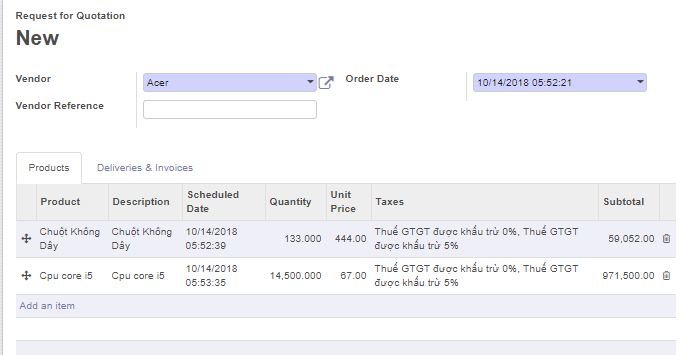 Request for Quotation
New
Vendor
Acer
Order Date
10/14/2018 05:52:21
Vendor Reference
Products
Deliveries & Invoices
Product
Description
Scheduled
Date
Quantity
Unit
Price
Taxes
Subtotal
Chuột Không
Dây
Chuột Không
Dây
10/14/2018
05:52:39
133.000
444.00
Thuế GTGT được khấu trừ 0%, Thuế GTGT
được khấu trừ 5%
59,052.00
Cpu core i5
Cpu core i5
10/14/2018
05:53:35
14,500.000
67.00
Thuế GTGT được khấu trừ 0%, Thuế GTGT
được khấu trừ 5%
971,500.00
Add an item